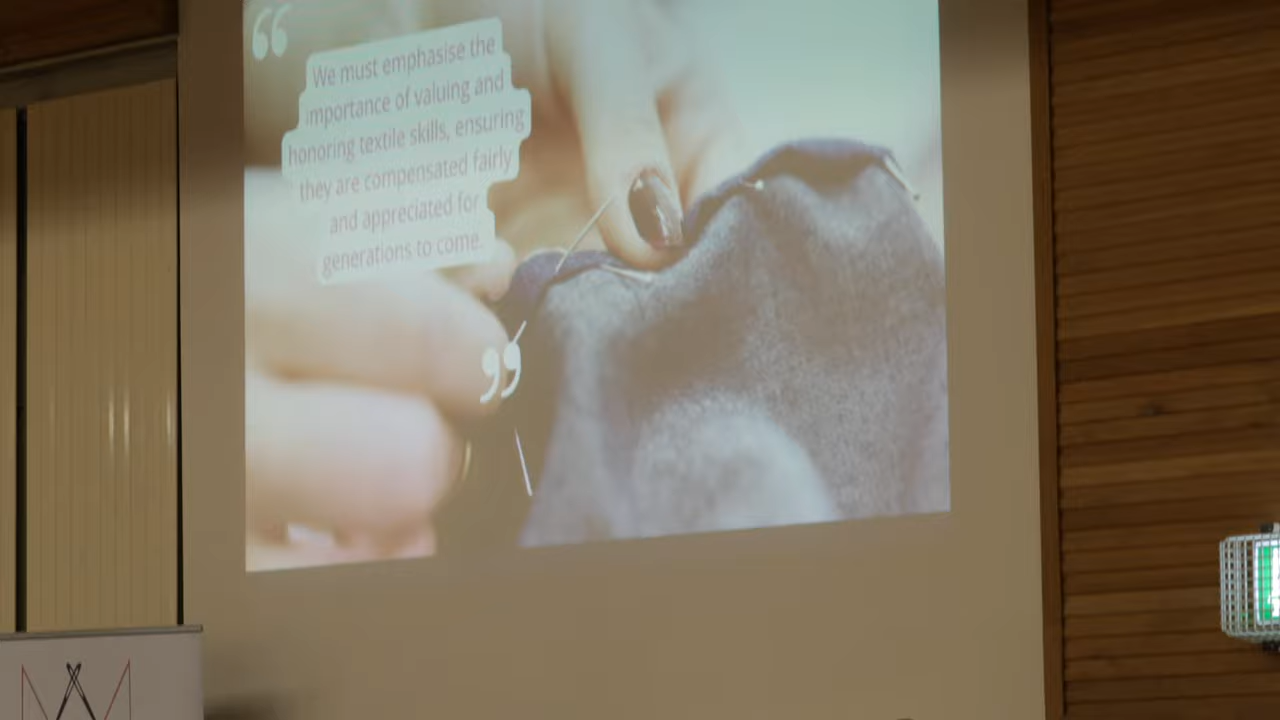 “
We must emphasise the
importance of valuing and
honoring textile skills, ensuring
they are compensated fairly
and appreciated for
generations to come.
”